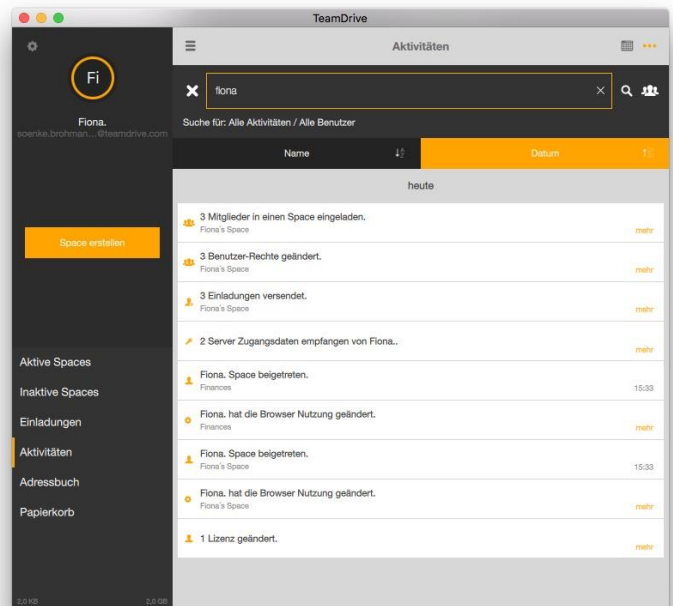 TeamDrive
Fi
Fiona.
soenke.brohman....@teamdrive.com
Space erstellen
Aktive Spaces
Inaktive Spaces
Einladungen
Aktivitäten
Adressbuch
Papierkorb
2,0 KB 2,0 GB
Aktivitäten
fiona
Suche für: Alle Aktivitäten / Alle Benutzer
Name Datum
heute
3 Mitglieder in einen Space eingeladen.
Fiona's Space mehr
3 Benutzer-Rechte geändert.
Fiona's Space mehr
3 Einladungen versendet.
Fiona's Space mehr
2 Server Zugangsdaten empfangen von Fiona..
mehr
Fiona. Space beigetreten.
Finances 15:33
Fiona. hat die Browser Nutzung geändert.
Finances mehr
Fiona. Space beigetreten.
Fiona's Space 15:33
Fiona. hat die Browser Nutzung geändert.
Fiona's Space mehr
1 Lizenz geändert.
mehr